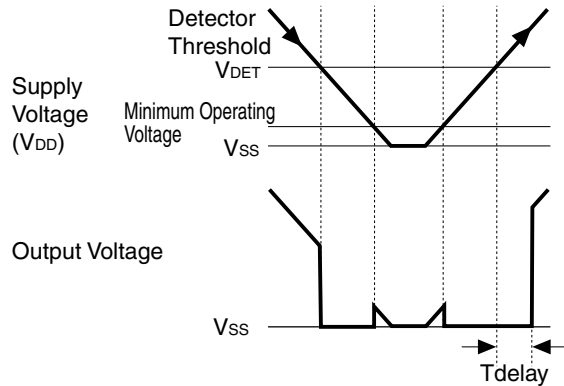 Detector
Threshold
VDET
Supply
Voltage
(VDD)
Minimum Operating
Voltage
VSS
Output Voltage
VSS
Tdelay